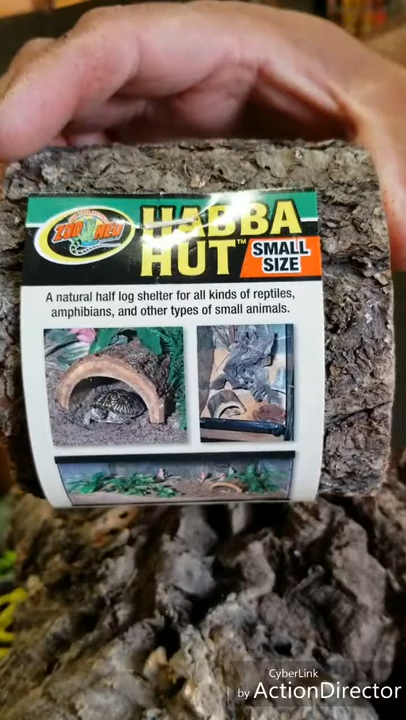 ZOO MED
HABBA
HUT™
SMALL
SIZE
A natural half log shelter for all kinds of reptiles,
amphibians, and other types of small animals.
CyberLink
by ActionDirector